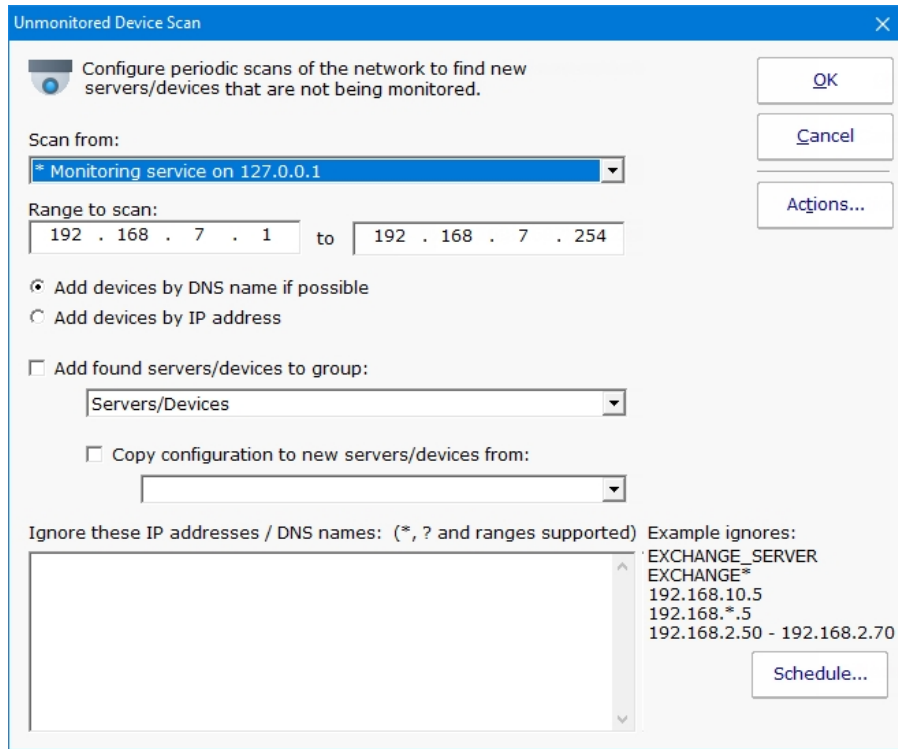 Unmonitored Device Scan
Configure periodic scans of the network to find new
servers/devices that are not being monitored.
OK
Cancel
Actions...
Scan from:
* Monitoring service on 127.0.0.1
Range to scan:
192 . 168 . 7 . 1 to 192 . 168 . 7 . 254
Add devices by DNS name if possible
Add devices by IP address
Add found servers/devices to group:
Servers/Devices
Copy configuration to new servers/devices from:
Ignore these IP addresses / DNS names: (*, ? and ranges supported)
Example ignores:
EXCHANGE_SERVER
EXCHANGE*
192.168.10.5
192.168.*.5
192.168.2.50 - 192.168.2.70
Schedule...